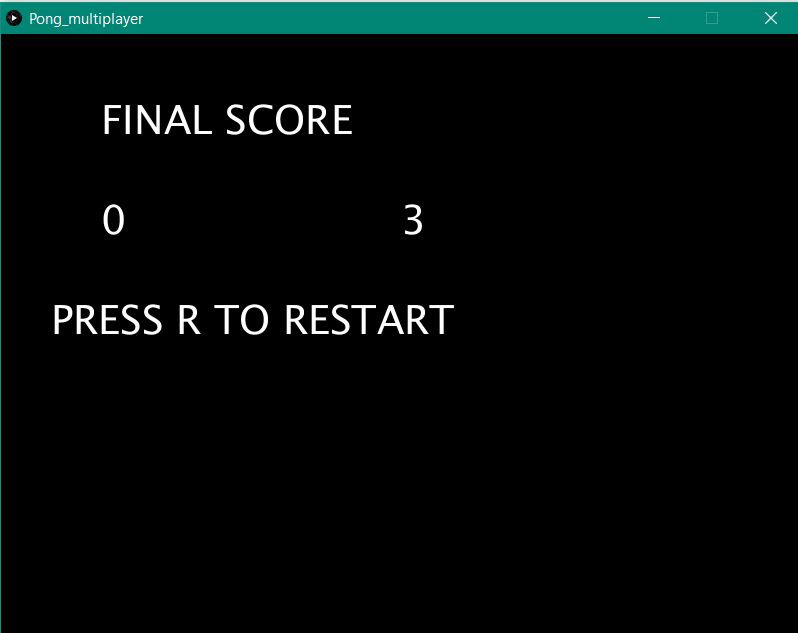 Pong_multiplayer
FINAL SCORE
0 3
PRESS R TO RESTART